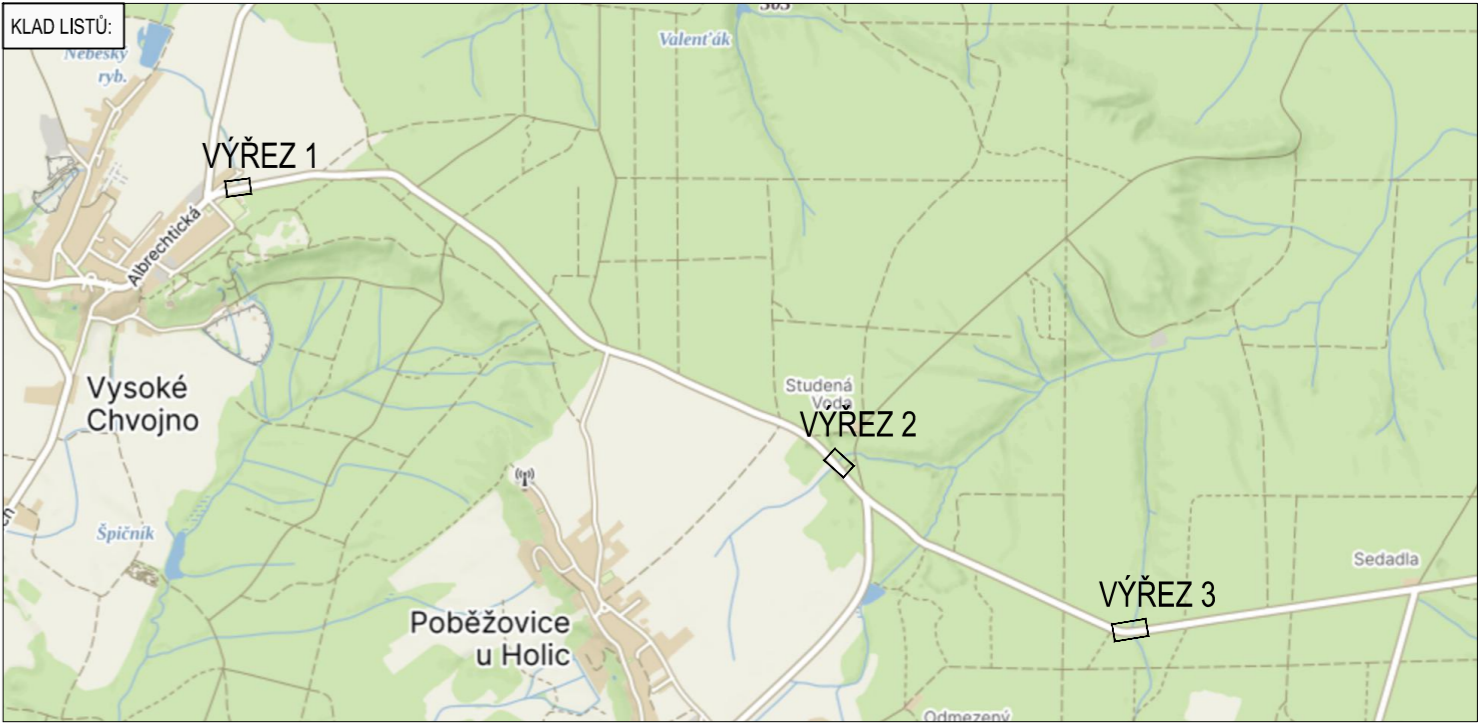 KLAD LISTŮ:
Nebeský
ryb.
Valenťák
VÝŘEZ 1
Albrechtická
Vysoké
Chvojno
Studená
Voda
VÝŘEZ 2
Špičník
Sedadla
VÝŘEZ 3
Poběžovice
u Holic
Odmezený